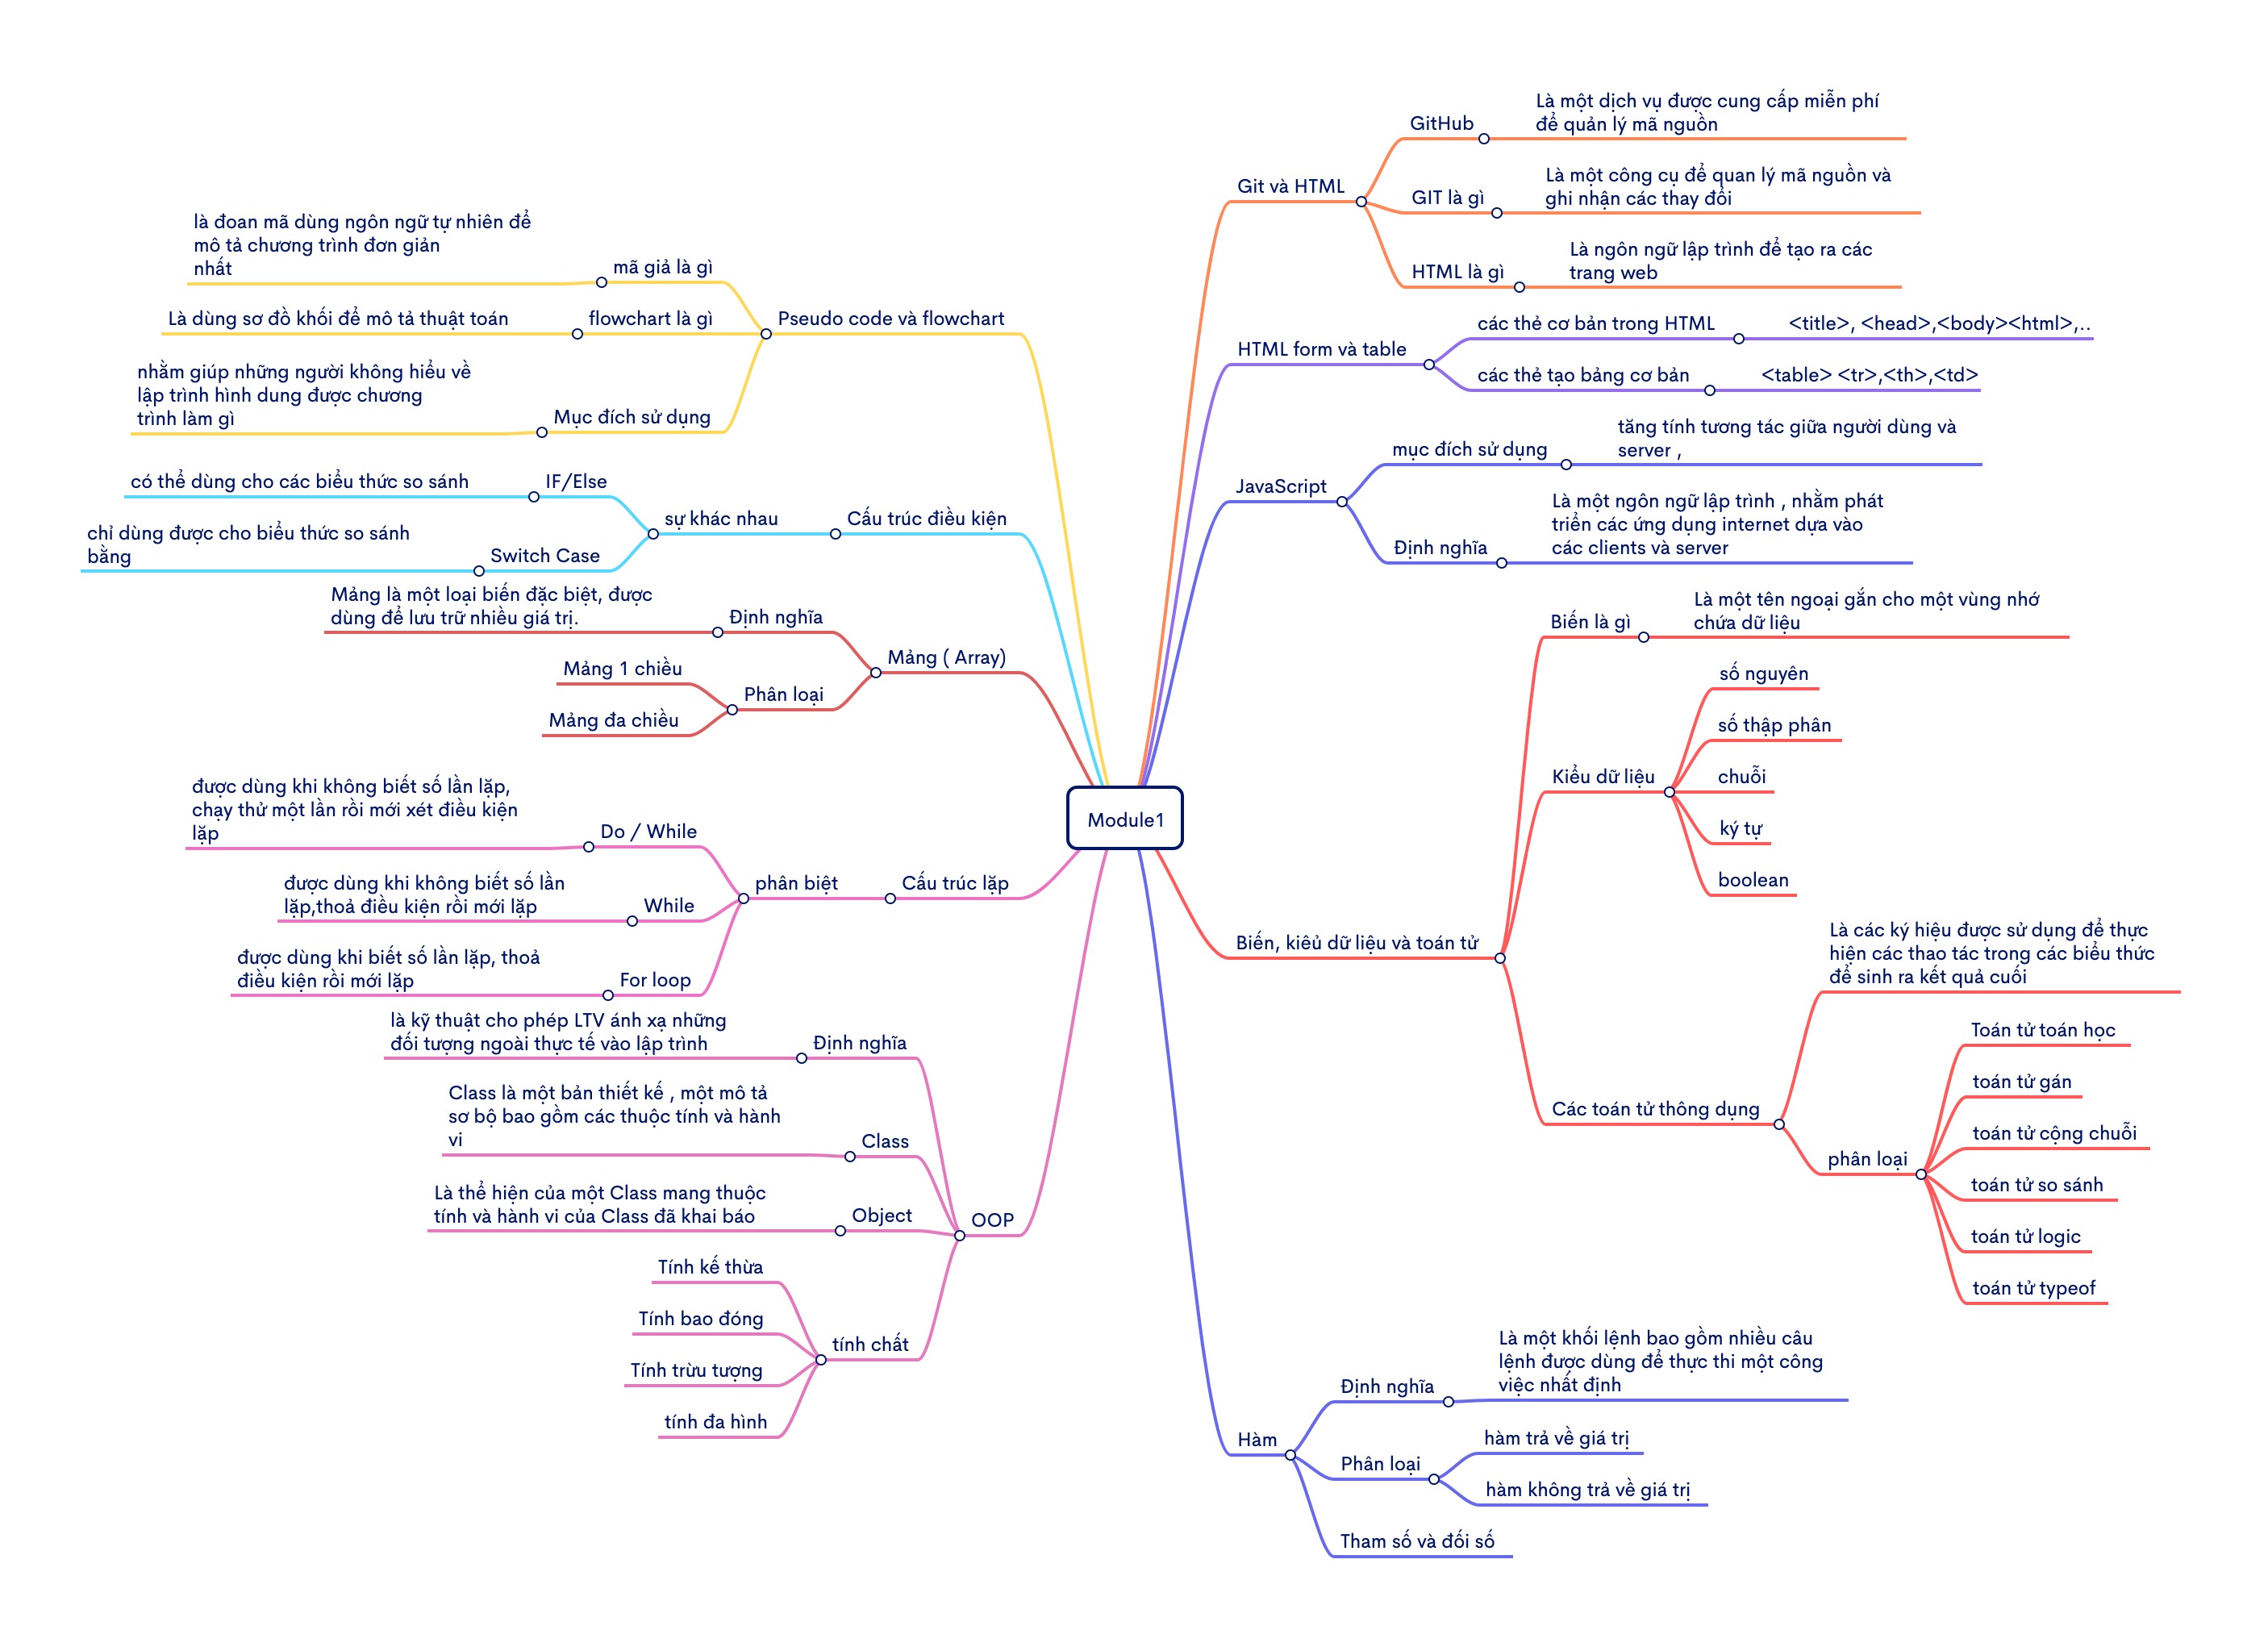 Module1
Git và HTML
GitHub
Là một dịch vụ được cung cấp miễn phí
để quản lý mã nguồn
GIT là gì
Là một công cụ để quan lý mã nguồn và
ghi nhận các thay đổi
HTML là gì
Là ngôn ngữ lập trình để tạo ra các
trang web
HTML form và table
các thẻ cơ bản trong HTML
<title>, <head>,<body><html>,..
các thẻ tạo bảng cơ bản
<table> <tr>,<th>,<td>
JavaScript
mục đích sử dụng
tăng tính tương tác giữa người dùng và
server ,
Định nghĩa
Là một ngôn ngữ lập trình , nhằm phát
triển các ứng dụng internet dựa vào
các clients và server
Biến, kiểu dữ liệu và toán tử
Biến là gì
Là một tên ngoại gắn cho một vùng nhớ
chứa dữ liệu
Kiểu dữ liệu
số nguyên
số thập phân
chuỗi
ký tự
boolean
Các toán tử thông dụng
Là các ký hiệu được sử dụng để thực
hiện các thao tác trong các biểu thức
để sinh ra kết quả cuối
phân loại
Toán tử toán học
toán tử gán
toán tử cộng chuỗi
toán tử so sánh
toán tử logic
toán tử typeof
Hàm
Định nghĩa
Là một khối lệnh bao gồm nhiều câu
lệnh được dùng để thực thi một công
việc nhất định
Phân loại
hàm trả về giá trị
hàm không trả về giá trị
Tham số và đối số
Pseudo code và flowchart
mã giả là gì
là đoan mã dùng ngôn ngữ tự nhiên để
mô tả chương trình đơn giản
nhất
flowchart là gì
Là dùng sơ đồ khối để mô tả thuật toán
Mục đích sử dụng
nhằm giúp những người không hiểu về
lập trình hình dung được chương
trình làm gì
Cấu trúc điều kiện
sự khác nhau
IF/Else
có thể dùng cho các biểu thức so sánh
Switch Case
chỉ dùng được cho biểu thức so sánh
bằng
Mảng ( Array)
Định nghĩa
Mảng là một loại biến đặc biệt, được
dùng để lưu trữ nhiều giá trị.
Phân loại
Mảng 1 chiều
Mảng đa chiều
Cấu trúc lặp
phân biệt
Do / While
được dùng khi không biết số lần lặp,
chạy thử một lần rồi mới xét điều kiện
lặp
While
được dùng khi không biết số lần
lặp,thoả điều kiện rồi mới lặp
For loop
được dùng khi biết số lần lặp, thoả
điều kiện rồi mới lặp
OOP
Định nghĩa
là kỹ thuật cho phép LTV ánh xạ những
đối tượng ngoài thực tế vào lập trình
Class
Class là một bản thiết kế , một mô tả
sơ bộ bao gồm các thuộc tính và hành
vi
Object
Là thể hiện của một Class mang thuộc
tính và hành vi của Class đã khai báo
tính chất
Tính kế thừa
Tính bao đóng
Tính trừu tượng
tính đa hình